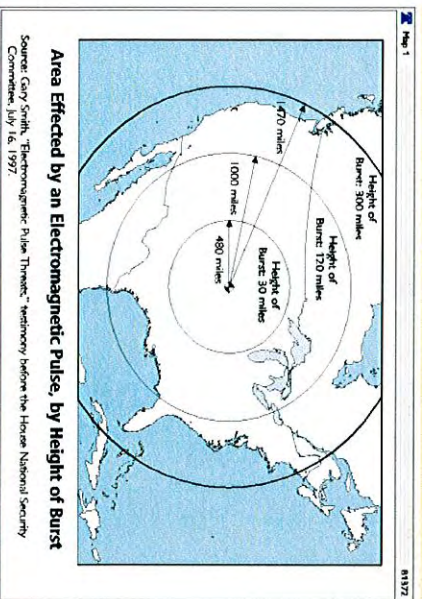 Map 1
B1372
Height of
Burst: 300 miles
Height of
Burst: 120 miles
Height of
Burst: 30 miles
1470 miles
1000 miles
480 miles
Area Effected by an Electromagnetic Pulse, by Height of Burst
Source: Gary Smith, "Electromagnetic Pulse Threats," testimony before the House National Security
Committee, July 16, 1997.